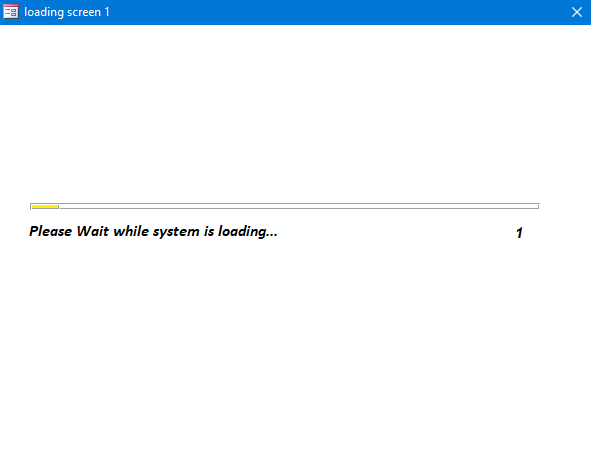 loading screen 1
Please Wait while system is loading...
1